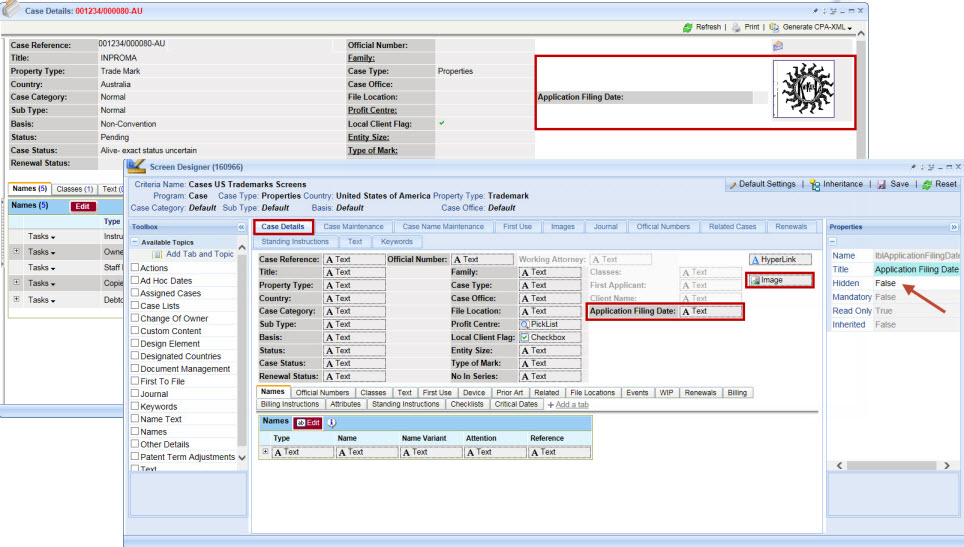 Case Details: 001234/000080-AU
Refresh | Print | Generate CPA-XML
Case Reference: 001234/000080-AU Official Number:
Title: INPROMA Family:
Property Type: Trade Mark Case Type: Properties
Country: Australia Case Office:
Case Category: Normal File Location: Application Filing Date:
Sub Type: Normal Profit Centre:
Basis: Non-Convention Local Client Flag:
Status: Pending Entity Size:
Case Status: Alive- exact status uncertain Type of Mark:
Renewal Status:
Names (5) Classes (1) Text (
Names (5) Edit
Type
Tasks Instru
Tasks Owne
Tasks Staff
Tasks Copie
Tasks Debto
Screen Designer (160966)
Criteria Name: Cases US Trademarks Screens
Default Settings | Inheritance | Save | Reset
Program: Case Case Type: Properties Country: United States of America Property Type: Trademark
Case Category: Default Sub Type: Default Basis: Default Case Office: Default
Toolbox
Available Topics
Add Tab and Topic
Actions
Ad Hoc Dates
Assigned Cases
Case Lists
Change Of Owner
Custom Content
Design Element
Designated Countries
Document Management
First To File
Journal
Keywords
Name Text
Names
Other Details
Patent Term Adjustments
Text
Case Details Case Maintenance Case Name Maintenance First Use Images Journal Official Numbers Related Cases Renewals
Standing Instructions Text Keywords
Case Reference: A Text Official Number: A Text Working Attorney: A Text A HyperLink
Title: A Text Family: A Text Classes: A Text Image
Property Type: A Text Case Type: A Text First Applicant: A Text
Country: A Text Case Office: A Text Client Name: A Text
Case Category: A Text File Location: A Text Application Filing Date: A Text
Sub Type: A Text Profit Centre: PickList
Basis: A Text Local Client Flag: Checkbox
Status: A Text Entity Size: A Text
Case Status: A Text Type of Mark: A Text
Renewal Status: A Text No In Series: A Text
Names Official Numbers Classes Text First Use Device Prior Art Related File Locations Events WIP Renewals Billing
Billing Instructions Attributes Standing Instructions Checklists Critical Dates + Add a tab
Names ab Edit
Type Name Name Variant Attention Reference
A Text A Text A Text A Text A Text
Properties
Name lblApplicationFilingDate
Title Application Filing Date
Hidden False
Mandatory False
Read Only True
Inherited False